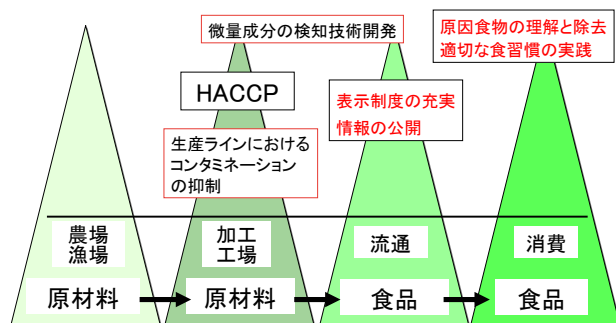 微量成分の検知技術開発
原因食物の理解と除去
適切な食習慣の実践
HACCP
表示制度の充実
情報の公開
生産ラインにおける
コンタミネーション
の抑制
農場
漁場
加工
工場
流通
消費
原材料
原材料
食品
食品